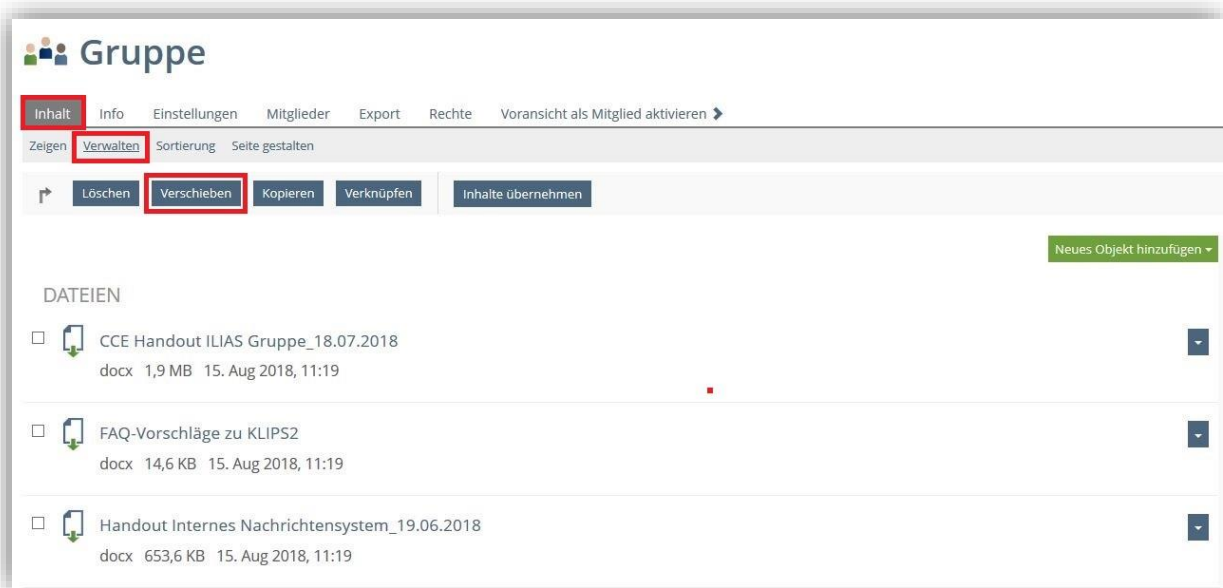 Gruppe
Inhalt Info Einstellungen Mitglieder Export Rechte Voransicht als Mitglied aktivieren
Zeigen Verwalten Sortierung Seite gestalten
Löschen Verschieben Kopieren Verknüpfen Inhalte übernehmen
Neues Objekt hinzufügen
DATEIEN
CCE Handout ILIAS Gruppe_18.07.2018
docx 1,9 MB 15. Aug 2018, 11:19
FAQ-Vorschläge zu KLIPS2
docx 14,6 KB 15. Aug 2018, 11:19
Handout Internes Nachrichtensystem_19.06.2018
docx 653,6 KB 15. Aug 2018, 11:19